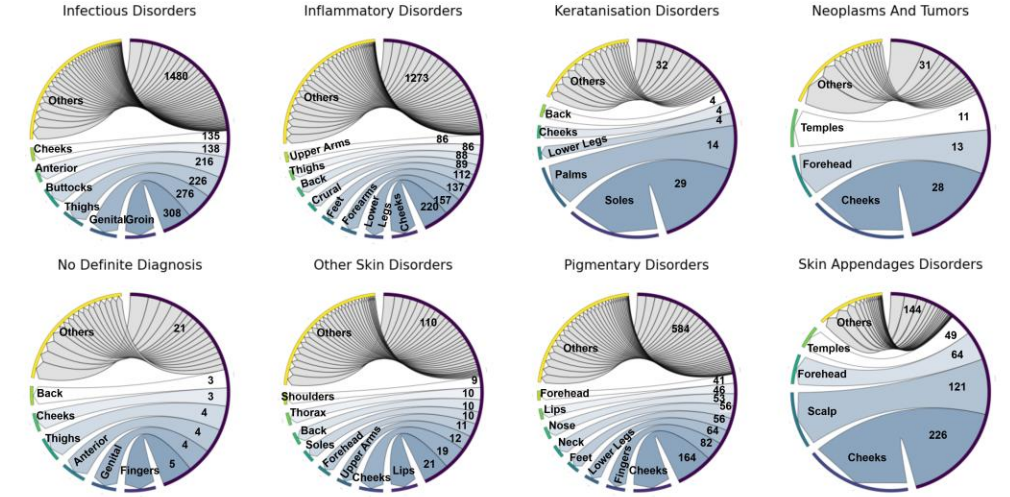 Infectious Disorders
1480
Others
135
Cheeks
138
Anterior
216
Buttocks
226
Thighs
276
Genital
Groin
308
Inflammatory Disorders
1273
Others
86
86
Upper Arms
88
Thighs
89
Back
112
Crural
137
Feet
157
Forearms
220
Lower Legs
Cheeks
Keratanisation Disorders
32
Others
4
Back
4
Cheeks
4
Lower Legs
14
Palms
29
Soles
Neoplasms And Tumors
31
Others
11
Temples
13
Forehead
28
Cheeks
No Definite Diagnosis
21
Others
3
Back
3
Cheeks
4
Thighs
4
Anterior
4
Genital
Fingers
5
Other Skin Disorders
110
Others
9
Shoulders
10
Thorax
10
Back
10
Soles
11
Forehead
12
Upper Arms
19
Cheeks
Lips
21
Pigmentary Disorders
584
Others
41
Forehead
46
Lips
53
Nose
56
Neck
56
Feet
64
Lower Legs
82
Fingers
Cheeks
164
Skin Appendages Disorders
144
Others
49
Temples
64
Forehead
121
Scalp
226
Cheeks